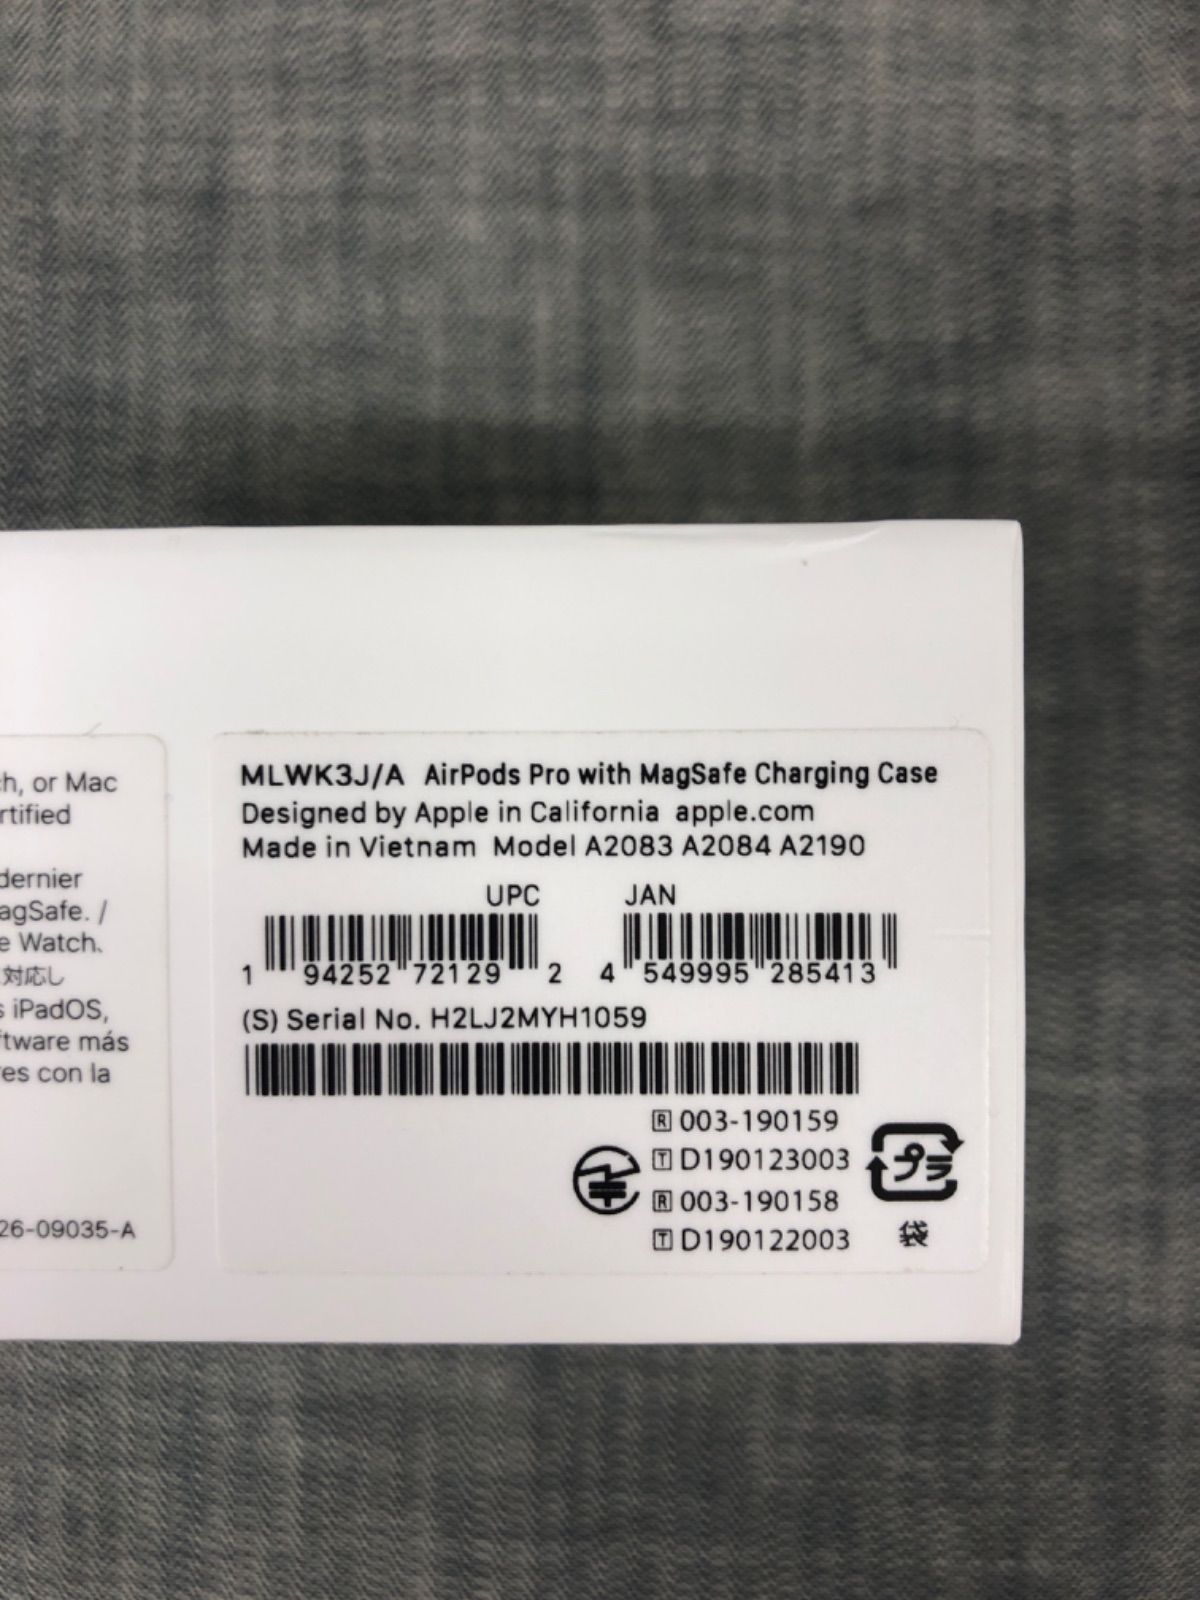 ch, or Mac
rtified
dernier
agSafe. /
e Watch、
対応し
s iPadOS,
ftware más
res con la
26-09035-A
MLWK3J/A AirPods Pro with MagSafe Charging Case
Designed by Apple in California apple.com
Made in Vietnam Model A2083 A2084 A2190
UPC JAN
1 94252 72129 2 4 549995 285413
(S) Serial No. H2LJ2MYH1059
R 003-190159
T D190123003
R 003-190158
T D190122003
プラ
袋